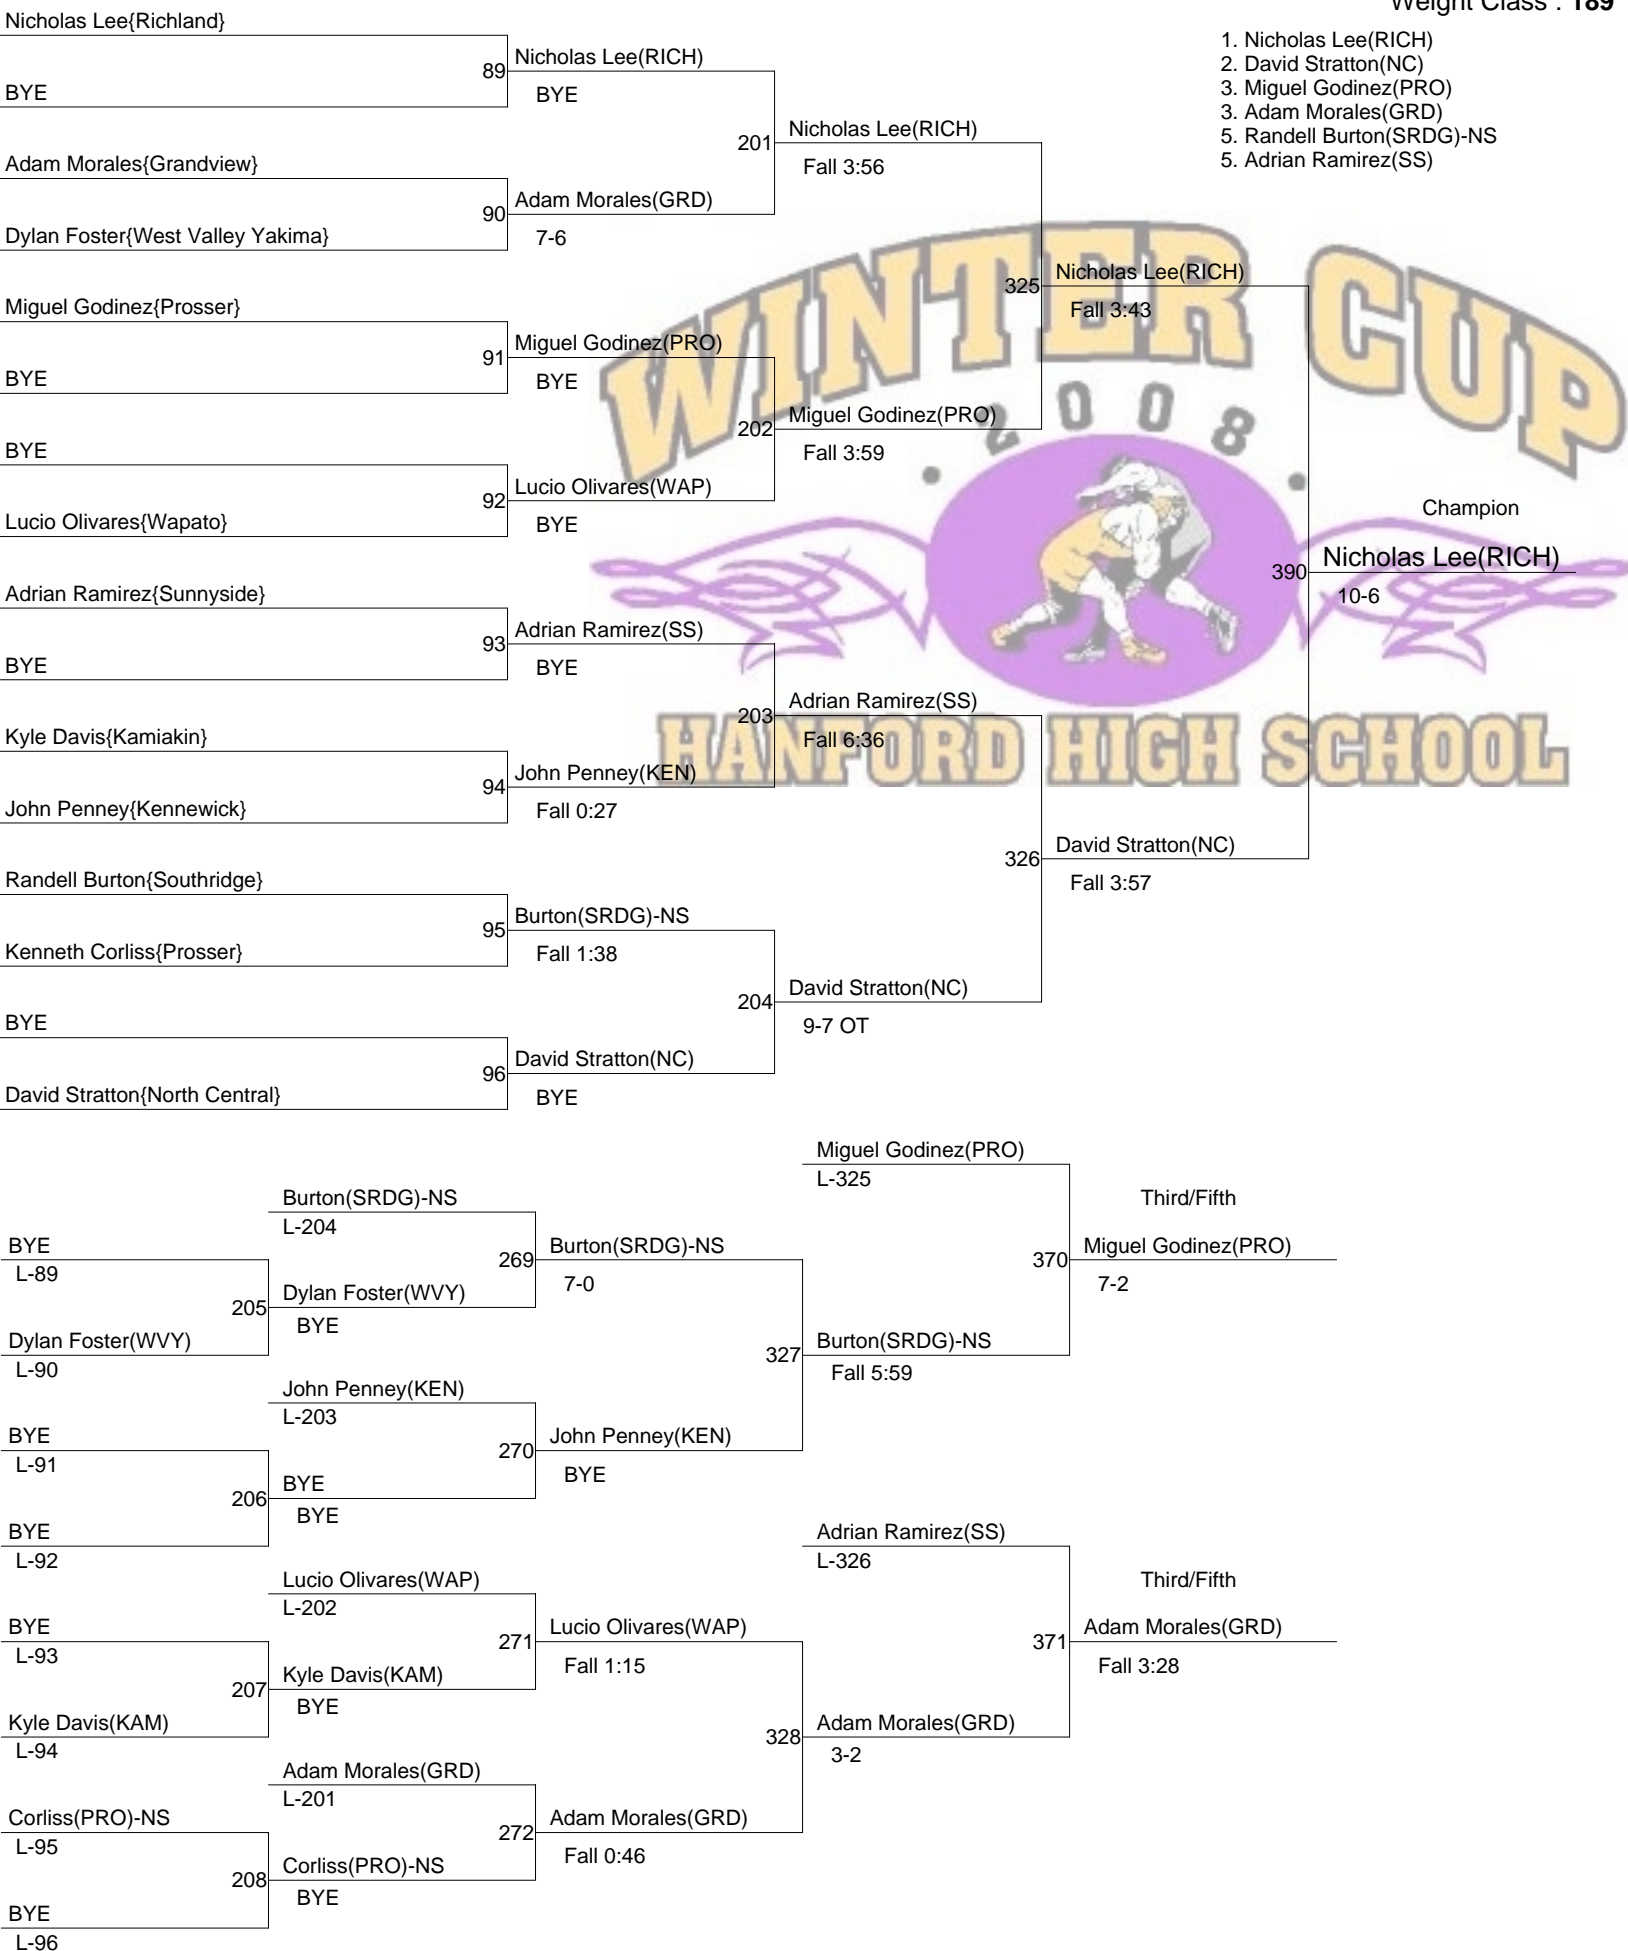 Weight Class : 189
1. Nicholas Lee(RICH)
2. David Stratton(NC)
3. Miguel Godinez(PRO)
3. Adam Morales(GRD)
5. Randell Burton(SRDG)-NS
5. Adrian Ramirez(SS)
WINTER CUP
2008
HANFORD HIGH SCHOOL
Nicholas Lee{Richland}
BYE
Adam Morales{Grandview}
Dylan Foster{West Valley Yakima}
Miguel Godinez{Prosser}
BYE
BYE
Lucio Olivares{Wapato}
Adrian Ramirez{Sunnyside}
BYE
Kyle Davis{Kamiakin}
John Penney{Kennewick}
Randell Burton{Southridge}
Kenneth Corliss{Prosser}
BYE
David Stratton{North Central}
89
Nicholas Lee(RICH)
BYE
90
Adam Morales(GRD)
7-6
91
Miguel Godinez(PRO)
BYE
92
Lucio Olivares(WAP)
BYE
93
Adrian Ramirez(SS)
BYE
94
John Penney(KEN)
Fall 0:27
95
Burton(SRDG)-NS
Fall 1:38
96
David Stratton(NC)
BYE
201
Nicholas Lee(RICH)
Fall 3:56
202
Miguel Godinez(PRO)
Fall 3:59
203
Adrian Ramirez(SS)
Fall 6:36
204
David Stratton(NC)
9-7 OT
325
Nicholas Lee(RICH)
Fall 3:43
326
David Stratton(NC)
Fall 3:57
Champion
390
Nicholas Lee(RICH)
10-6
BYE
L-89
Dylan Foster(WVY)
L-90
BYE
L-91
BYE
L-92
BYE
L-93
Kyle Davis(KAM)
L-94
Corliss(PRO)-NS
L-95
BYE
L-96
Burton(SRDG)-NS
L-204
205
Dylan Foster(WVY)
BYE
John Penney(KEN)
L-203
206
BYE
BYE
Lucio Olivares(WAP)
L-202
207
Kyle Davis(KAM)
BYE
Adam Morales(GRD)
L-201
208
Corliss(PRO)-NS
BYE
269
Burton(SRDG)-NS
7-0
270
John Penney(KEN)
BYE
271
Lucio Olivares(WAP)
Fall 1:15
272
Adam Morales(GRD)
Fall 0:46
Miguel Godinez(PRO)
L-325
327
Burton(SRDG)-NS
Fall 5:59
Adrian Ramirez(SS)
L-326
328
Adam Morales(GRD)
3-2
Third/Fifth
370
Miguel Godinez(PRO)
7-2
Third/Fifth
371
Adam Morales(GRD)
Fall 3:28